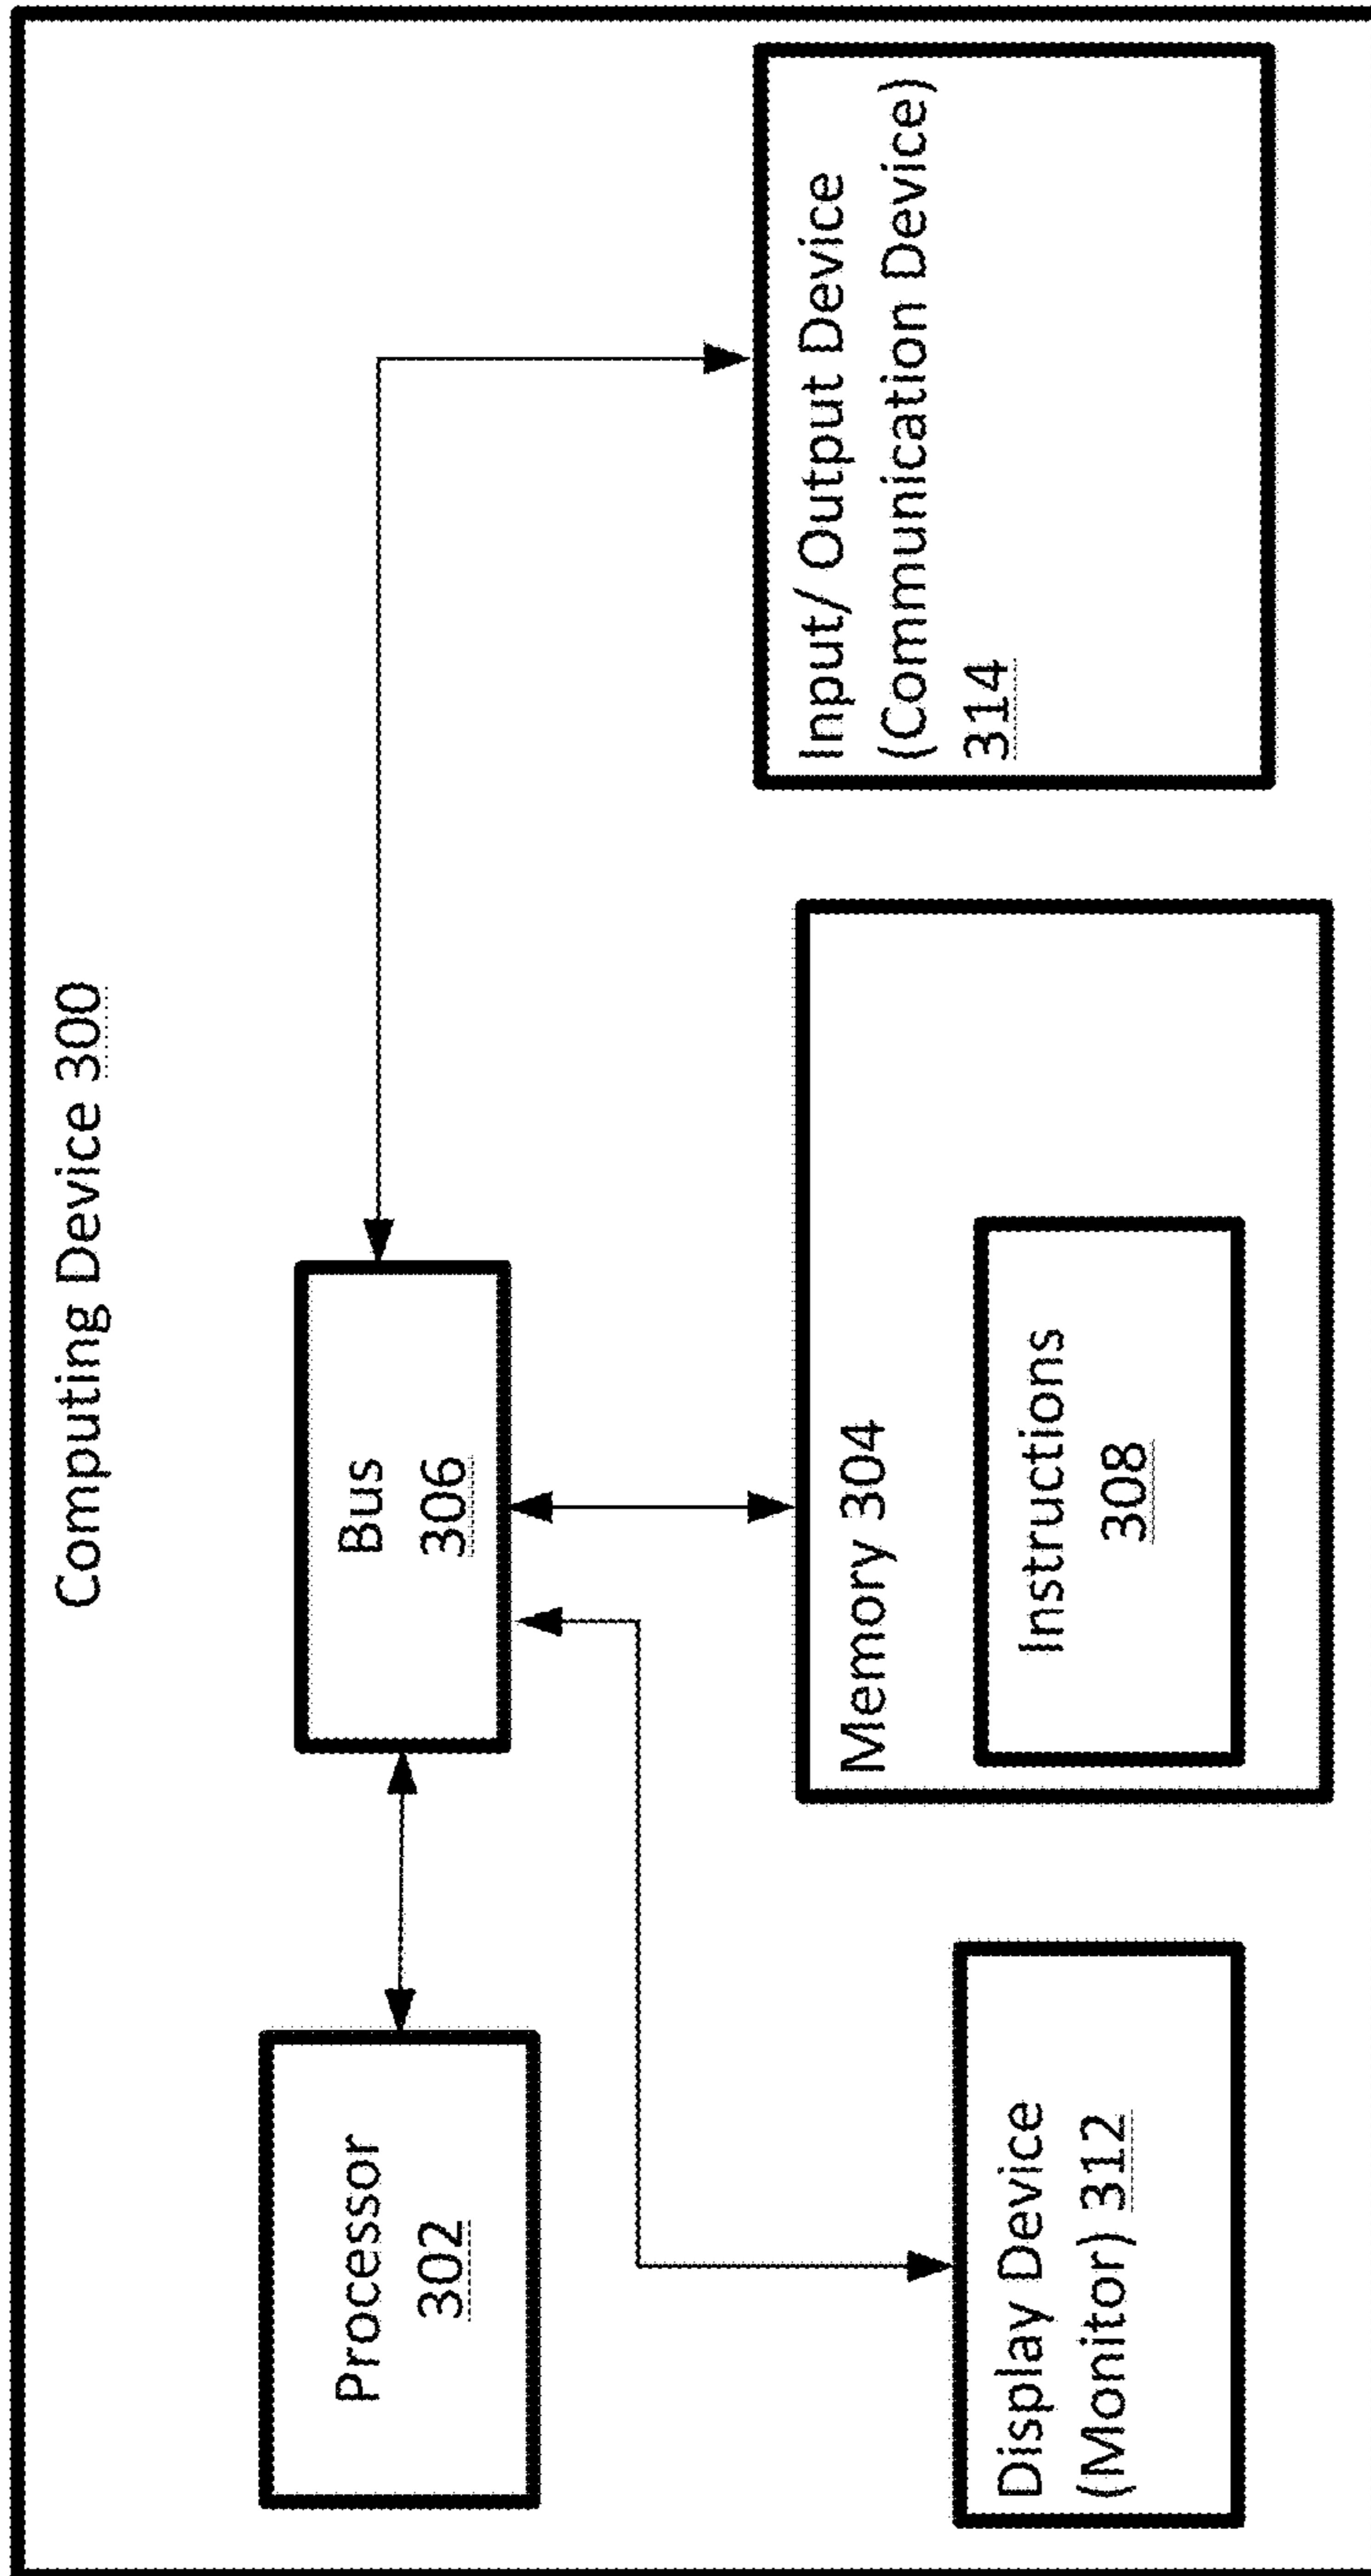 Computing Device 300
Processor
302
Bus
306
Display Device
(Monitor) 312
Memory 304
Instructions
308
Input/ Output Device
(Communication Device)
314